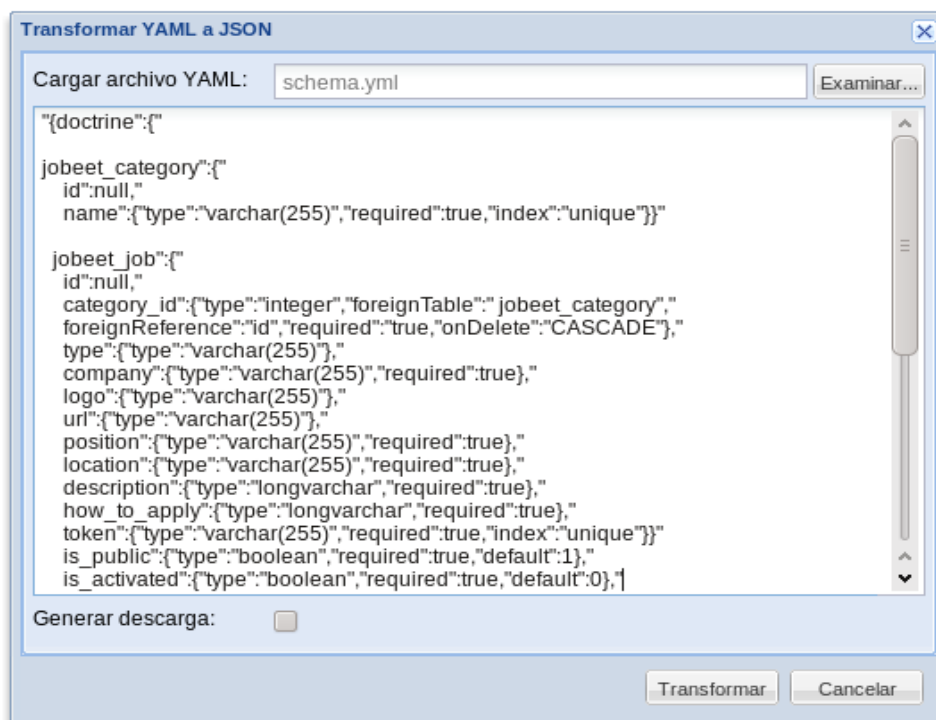 Transformar YAML a JSON
Cargar archivo YAML: schema.yml Examinar...
"{doctrine":{"
jobeet_category":{"
id":null,"
name":{"type":"varchar(255)","required":true,"index":"unique"}}"
jobeet_job":{"
id":null,"
category_id":{"type":"integer","foreignTable":" jobeet_category","
foreignReference":"id","required":"true,"onDelete":"CASCADE"},"
type":{"type":"varchar(255)"},"
company":{"type":"varchar(255)","required":true},"
logo":{"type":"varchar(255)"},"
url":{"type":"varchar(255)"},"
position":{"type":"varchar(255)","required":true},"
location":{"type":"varchar(255)","required":true},"
description":{"type":"longvarchar","required":true},"
how_to_apply":{"type":"longvarchar","required":true},"
token":{"type":"varchar(255)","required":true,"index":"unique"}}"
is_public":{"type":"boolean","required":true,"default":1},"
is_activated":{"type":"boolean","required":true,"default":0},"
Generar descarga:
Transformar Cancelar